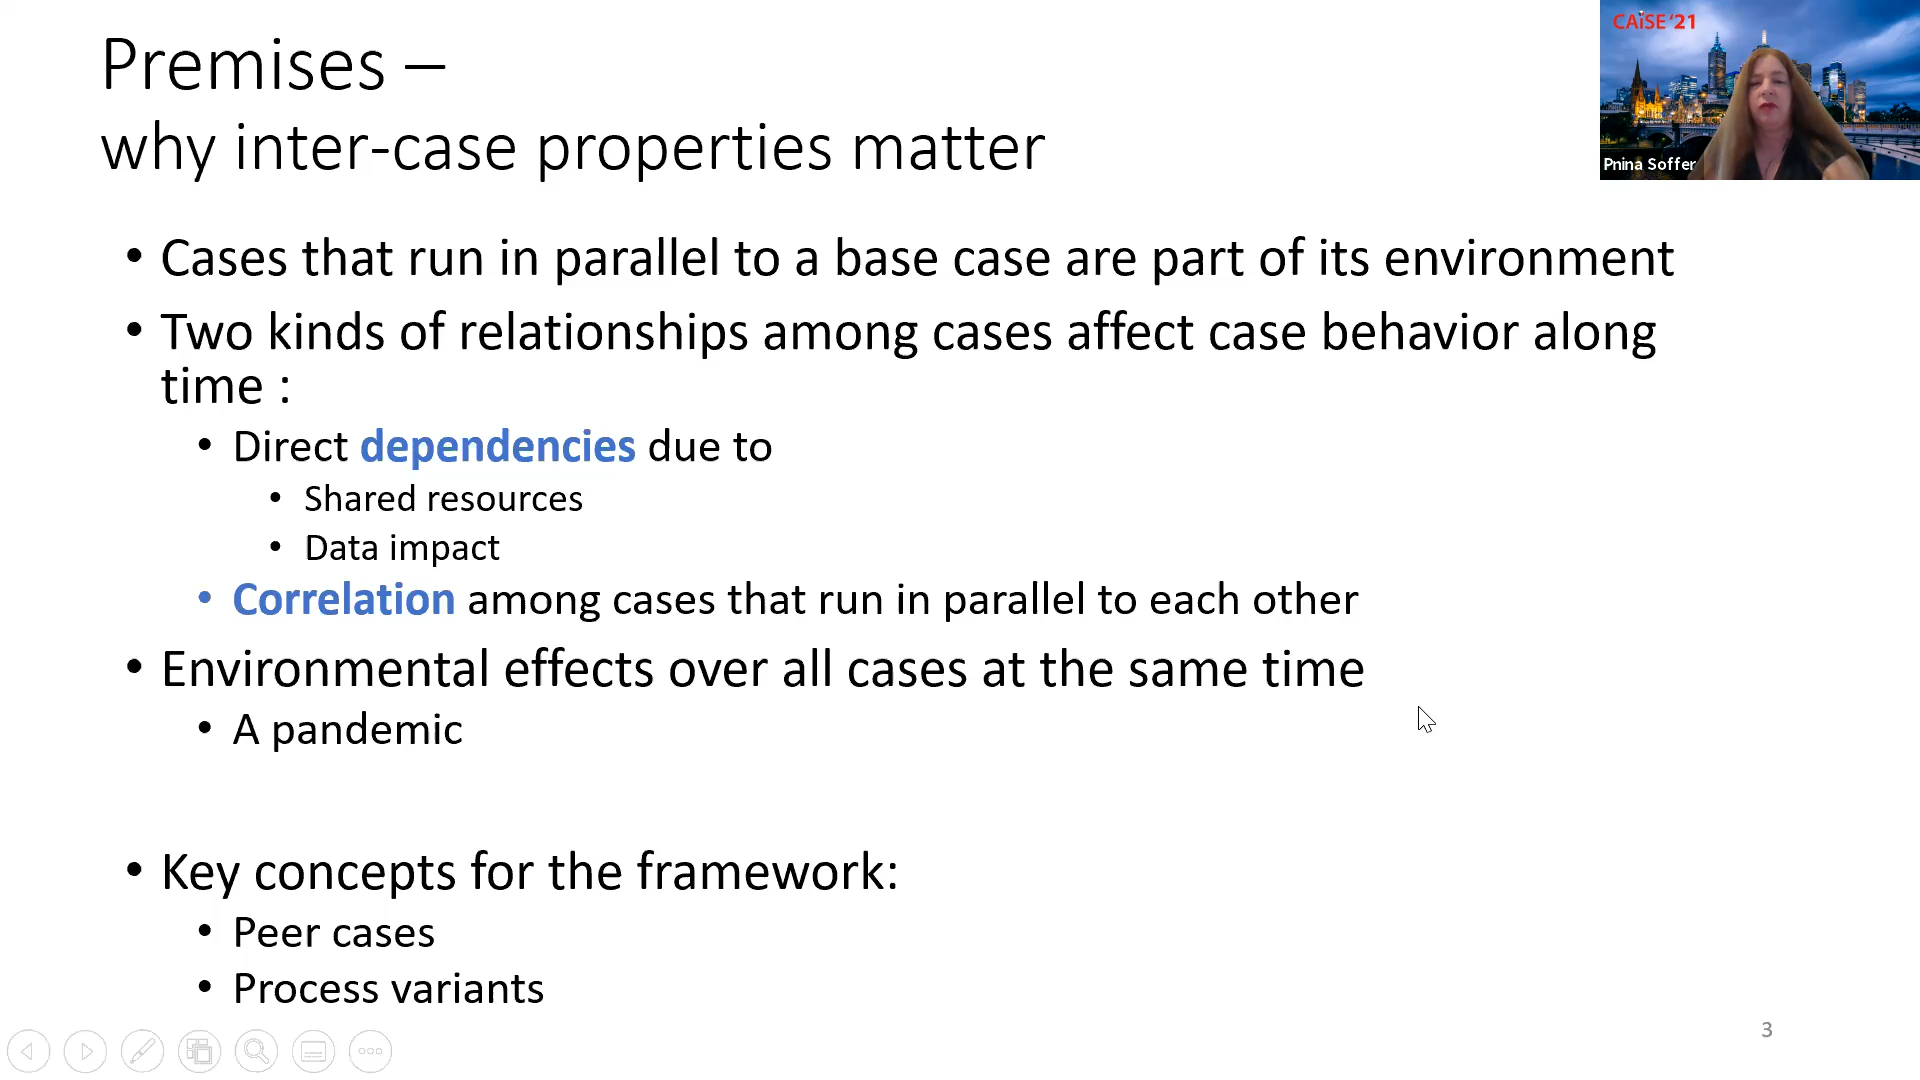 Premises –
why inter-case properties matter
CAiSE '21
Pnina Soffer
• Cases that run in parallel to a base case are part of its environment
• Two kinds of relationships among cases affect case behavior along
time :
• Direct dependencies due to
• Shared resources
• Data impact
• Correlation among cases that run in parallel to each other
• Environmental effects over all cases at the same time
• A pandemic
• Key concepts for the framework:
• Peer cases
• Process variants
3